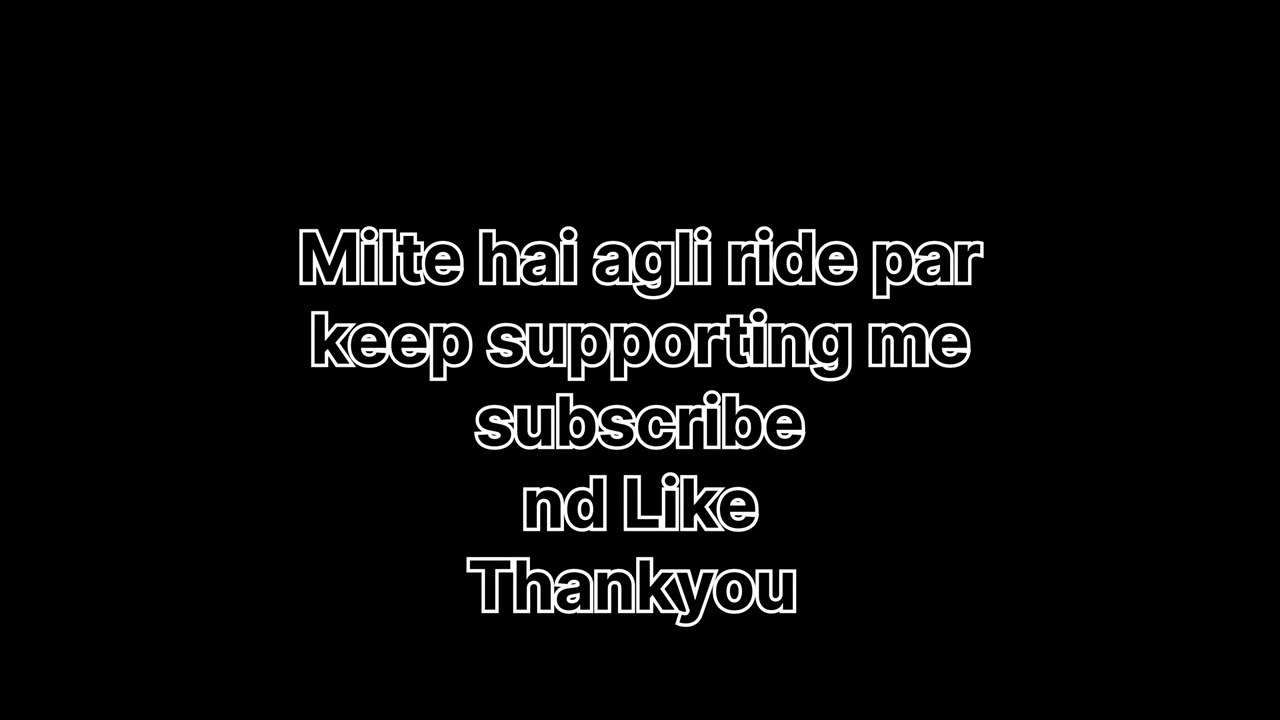 Milte hai agli ride par
keep supporting me
subscribe
nd Like
Thankyou